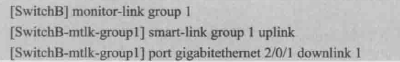 [SwitchB] monitor-link group 1
[SwitchB-mtlk-group1] smart-link group 1 uplink
[SwitchB-mtlk-group1] port gigabitethernet 2/0/1 downlink 1